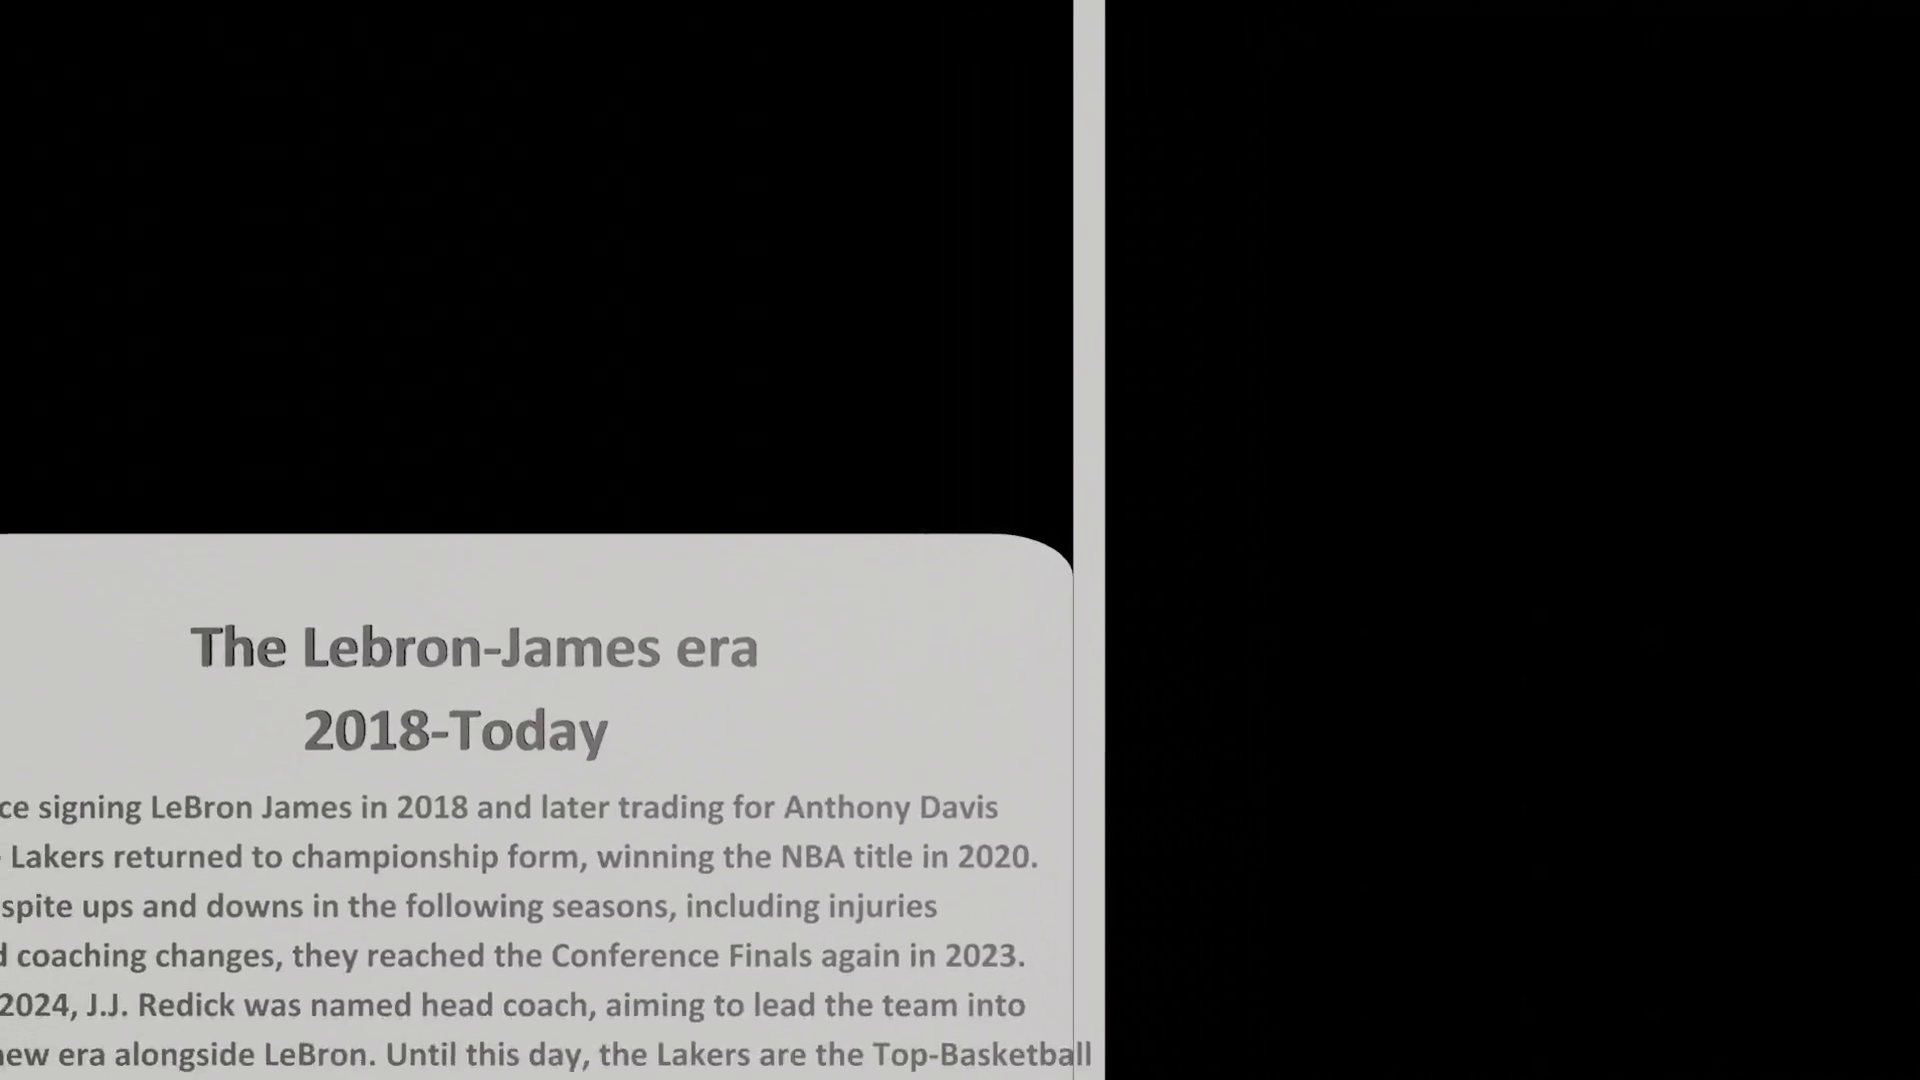 The Lebron-James era
2018-Today
signing LeBron James in 2018 and later trading for Anthony Davis
Lakers returned to championship form, winning the NBA title in 2020.
ups and downs in the following seasons, including injuries
coaching changes, they reached the Conference Finals again in 2023.
2024, J.J. Redick was named head coach, aiming to lead the team into
era alongside LeBron. Until this day, the Lakers are the Top-Basketball